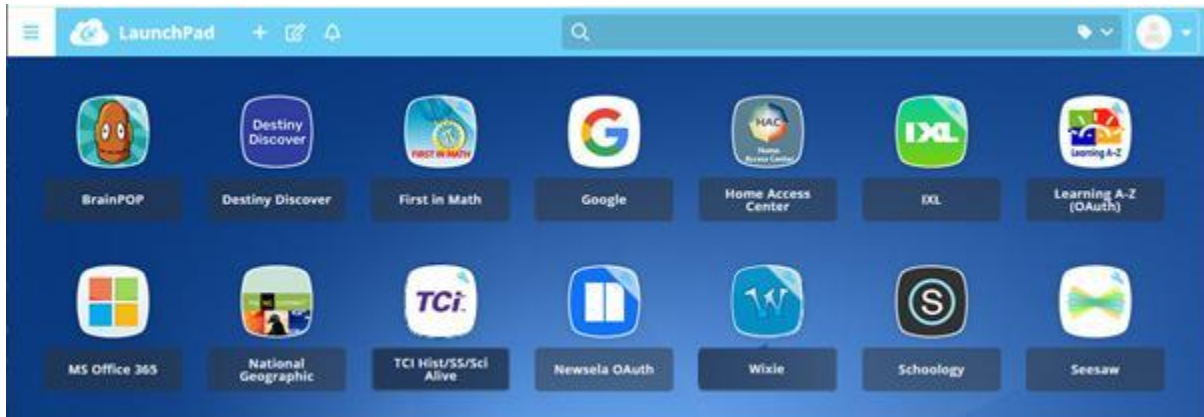 LaunchPad
Destiny
Discover
FIRST IN MATH
G
HAC
Home
Access Center
IXL
Learning A-Z
BrainPOP
Destiny Discover
First in Math
Google
Home Access
Center
IXL
Learning A-Z
(OAuth)
TCi
W
S
MS Office 365
National
Geographic
TCI Hist/SS/Sci
Alive
Newsela OAuth
Wixie
Schoology
Seesaw